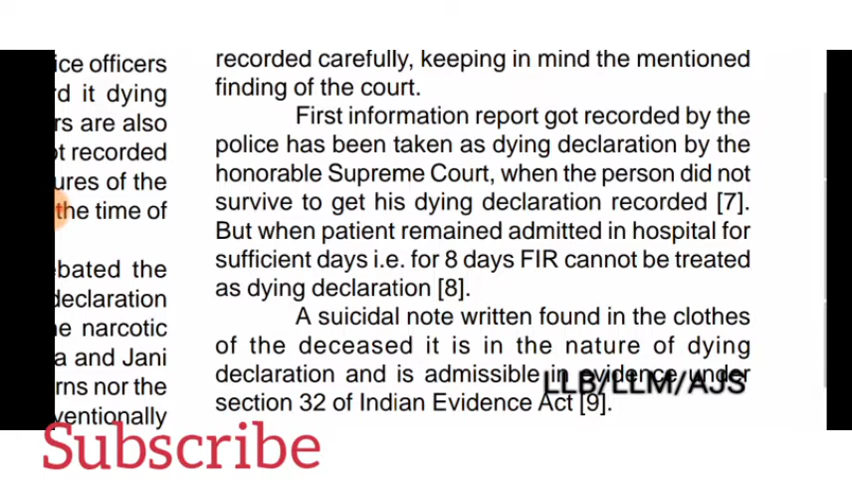 ice officers
d it dying
rs are also
t recorded
ures of the
the time of
bated the
declaration
e narcotic
a and Jani
rns nor the
ventionally
recorded carefully, keeping in mind the mentioned
finding of the court.
First information report got recorded by the
police has been taken as dying declaration by the
honorable Supreme Court, when the person did not
survive to get his dying declaration recorded [7].
But when patient remained admitted in hospital for
sufficient days i.e. for 8 days FIR cannot be treated
as dying declaration [8].
A suicidal note written found in the clothes
of the deceased it is in the nature of dying
declaration and is admissible in evidence under
section 32 of Indian Evidence Act [9].
LLB/LLM/AJS
Subscribe